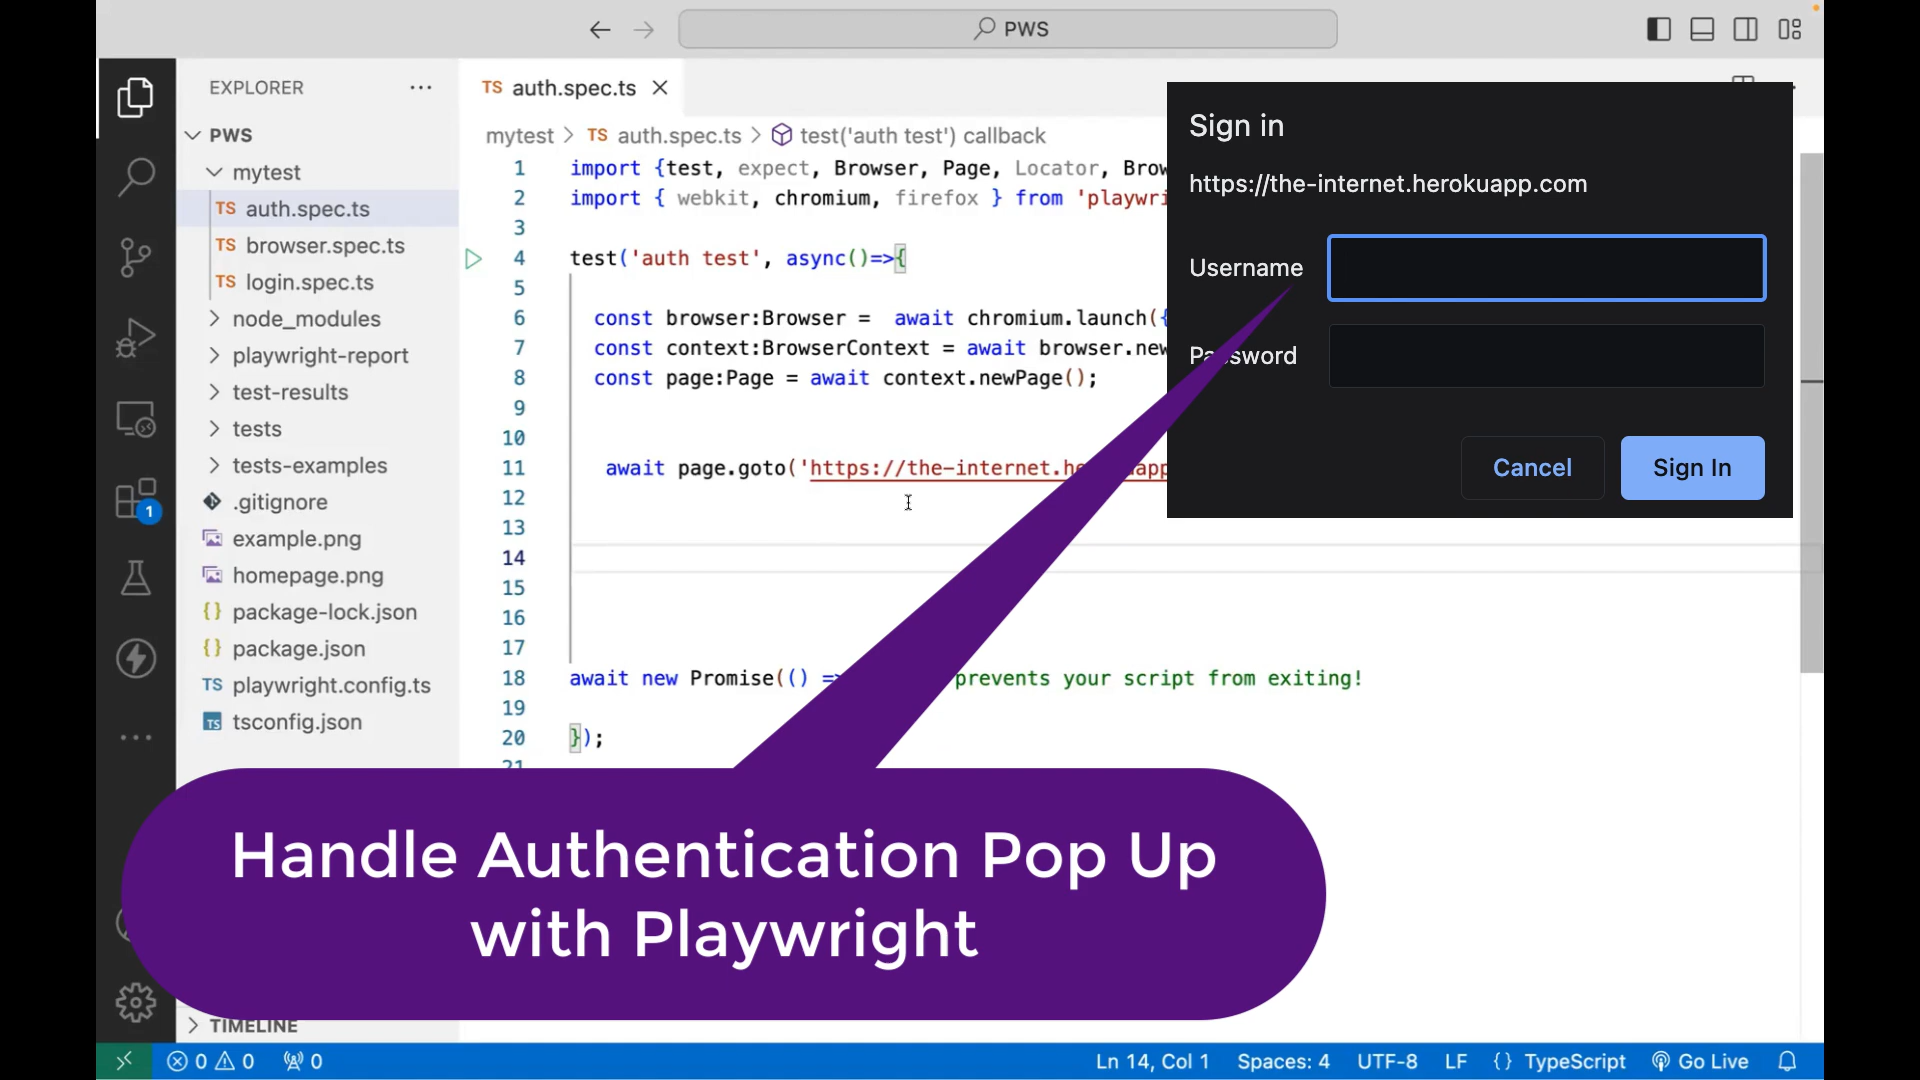 PWS
EXPLORER
PWS
mytest
TS auth.spec.ts
TS browser.spec.ts
TS login.spec.ts
node_modules
playwright-report
test-results
tests
tests-examples
.gitignore
example.png
homepage.png
{} package-lock.json
{} package.json
TS playwright.config.ts
TS tsconfig.json
TIMELINE
1
TS auth.spec.ts
mytest > TS auth.spec.ts > test('auth test') callback
1 import {test, expect, Browser, Page, Locator,
2 import { webkit, chromium, firefox } from
3
4 test('auth test', async()=>{
5
6 const browser:Browser = await chromium.launch({
7 const context:BrowserContext = await
8 const page:Page = await context.newPage();
9
10
11 await page.goto('https://the-internet.
12
13
14
15
16
17
18 await new Promise(() prevents your script from exiting!
19
20 });
21
Sign in
https://the-internet.herokuapp.com
Username
Password
Cancel
Sign In
Handle Authentication Pop Up
with Playwright
0 0 0
Ln 14, Col 1 Spaces: 4 UTF-8 LF {} TypeScript Go Live